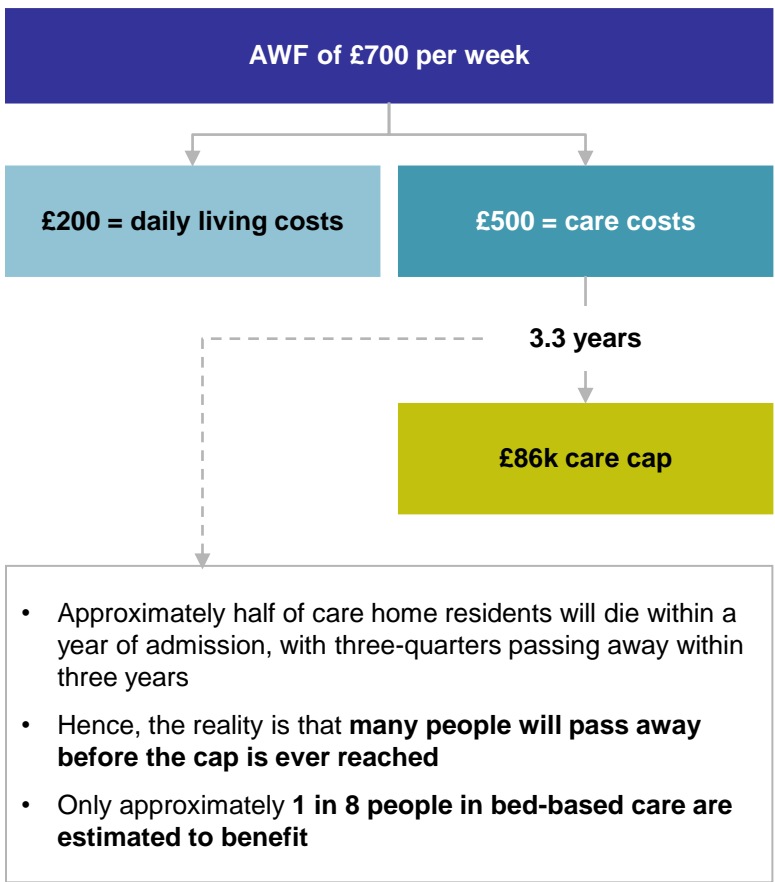 AWF of £700 per week
£200 = daily living costs
£500 = care costs
3.3 years
£86k care cap
• Approximately half of care home residents will die within a
year of admission, with three-quarters passing away within
three years
• Hence, the reality is that many people will pass away
before the cap is ever reached
• Only approximately 1 in 8 people in bed-based care are
estimated to benefit